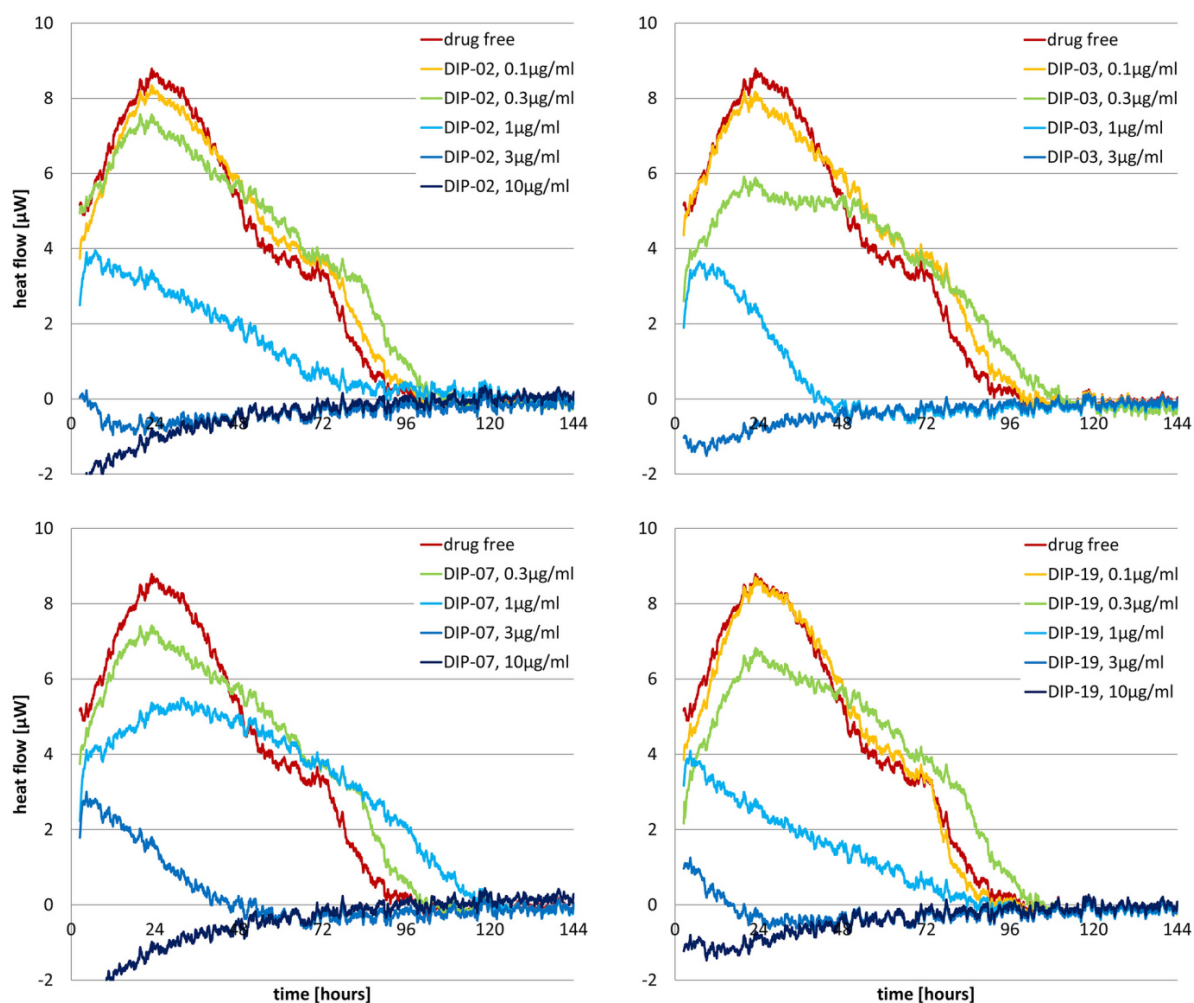 10
8
6
4
2
0
-2
heat flow [µW]
0 24 48 72 96 120 144
drug free
DIP-02, 0.1µg/ml
DIP-02, 0.3µg/ml
DIP-02, 1µg/ml
DIP-02, 3µg/ml
DIP-02, 10µg/ml
10
8
6
4
2
0
-2
0 24 48 72 96 120 144
drug free
DIP-03, 0.1µg/ml
DIP-03, 0.3µg/ml
DIP-03, 1µg/ml
DIP-03, 3µg/ml
10
8
6
4
2
0
-2
heat flow [µW]
0 24 48 72 96 120 144
time [hours]
drug free
DIP-07, 0.3µg/ml
DIP-07, 1µg/ml
DIP-07, 3µg/ml
DIP-07, 10µg/ml
10
8
6
4
2
0
-2
0 24 48 72 96 120 144
time [hours]
drug free
DIP-19, 0.1µg/ml
DIP-19, 0.3µg/ml
DIP-19, 1µg/ml
DIP-19, 3µg/ml
DIP-19, 10µg/ml